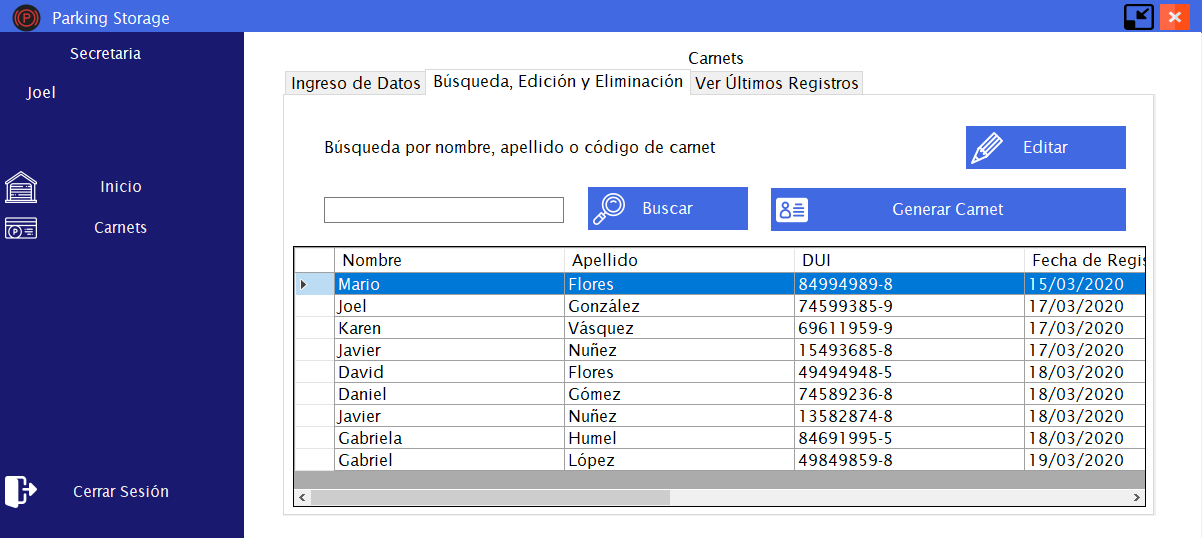 Parking Storage
Secretaria
Joel
Inicio
Carnets
Cerrar Sesión
Carnets
Ingreso de Datos Búsqueda, Edición y Eliminación Ver Últimos Registros
Búsqueda por nombre, apellido o código de carnet
Editar
Buscar
Generar Carnet
Nombre Apellido DUI Fecha de Regis
Mario Flores 84994989-8 15/03/2020
Joel González 74599385-9 17/03/2020
Karen Vásquez 69611959-9 17/03/2020
Javier Nuñez 15493685-8 17/03/2020
David Flores 49494948-5 18/03/2020
Daniel Gómez 74589236-8 18/03/2020
Javier Nuñez 13582874-8 18/03/2020
Gabriela Humel 84691995-5 18/03/2020
Gabriel López 49849859-8 19/03/2020